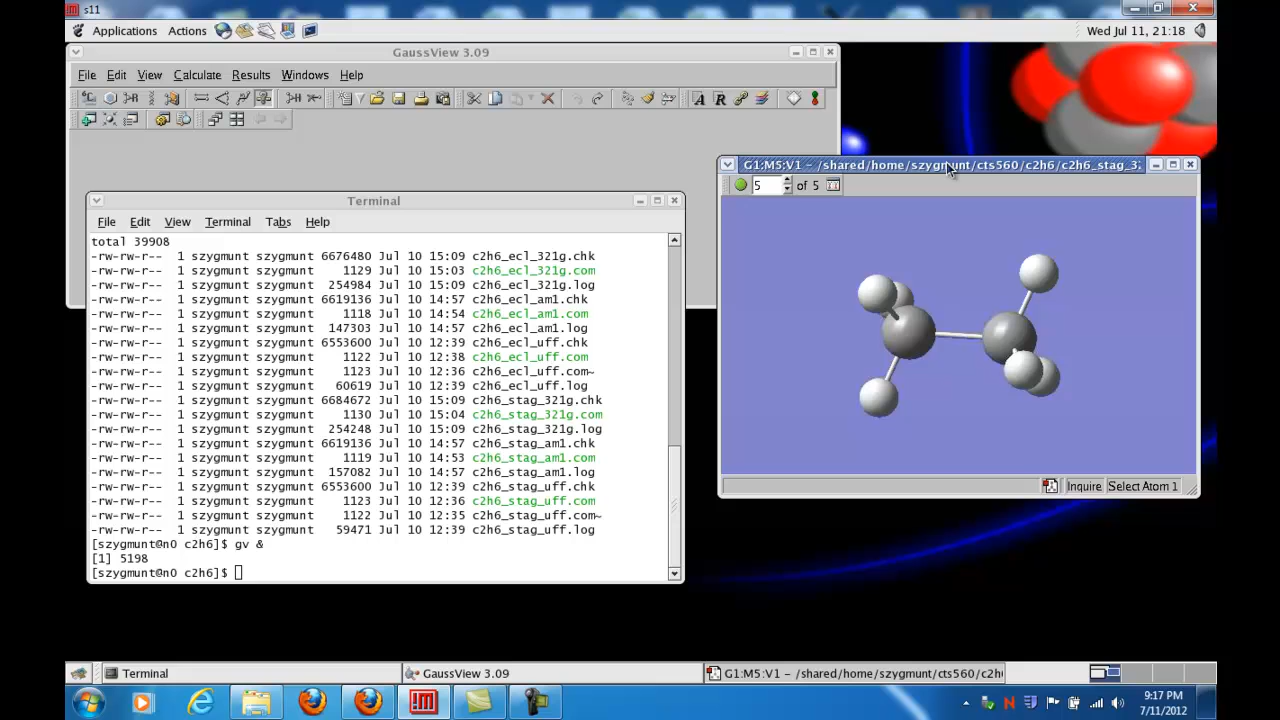 s11
Applications Actions Wed Jul 11, 21:18
GaussView 3.09
File Edit View Calculate Results Windows Help
A R
G1:M5:V1 - /shared/home/szygmunt/cts560/c2h6/c2h6_stag_32
5 of 5
Terminal
File Edit View Terminal Tabs Help
total 39908
-rw-rw-r-- 1 szygmunt szygmunt 6676480 Jul 10 15:09 c2h6_ecl_321g.chk
-rw-rw-r-- 1 szygmunt szygmunt 1129 Jul 10 15:03 c2h6_ecl_321g.com
-rw-rw-r-- 1 szygmunt szygmunt 254984 Jul 10 15:09 c2h6_ecl_321g.log
-rw-rw-r-- 1 szygmunt szygmunt 6619136 Jul 10 14:57 c2h6_ecl_am1.chk
-rw-rw-r-- 1 szygmunt szygmunt 1118 Jul 10 14:54 c2h6_ecl_am1.com
-rw-rw-r-- 1 szygmunt szygmunt 147303 Jul 10 14:57 c2h6_ecl_am1.log
-rw-rw-r-- 1 szygmunt szygmunt 6553600 Jul 10 12:39 c2h6_ecl_uff.chk
-rw-rw-r-- 1 szygmunt szygmunt 1122 Jul 10 12:38 c2h6_ecl_uff.com
-rw-rw-r-- 1 szygmunt szygmunt 1123 Jul 10 12:36 c2h6_ecl_uff.com~
-rw-rw-r-- 1 szygmunt szygmunt 60619 Jul 10 12:39 c2h6_ecl_uff.log
-rw-rw-r-- 1 szygmunt szygmunt 6684672 Jul 10 15:09 c2h6_stag_321g.chk
-rw-rw-r-- 1 szygmunt szygmunt 1130 Jul 10 15:04 c2h6_stag_321g.com
-rw-rw-r-- 1 szygmunt szygmunt 254248 Jul 10 15:09 c2h6_stag_321g.log
-rw-rw-r-- 1 szygmunt szygmunt 6619136 Jul 10 14:57 c2h6_stag_am1.chk
-rw-rw-r-- 1 szygmunt szygmunt 1119 Jul 10 14:53 c2h6_stag_am1.com
-rw-rw-r-- 1 szygmunt szygmunt 157082 Jul 10 14:57 c2h6_stag_am1.log
-rw-rw-r-- 1 szygmunt szygmunt 6553600 Jul 10 12:39 c2h6_stag_uff.chk
-rw-rw-r-- 1 szygmunt szygmunt 1123 Jul 10 12:36 c2h6_stag_uff.com
-rw-rw-r-- 1 szygmunt szygmunt 1122 Jul 10 12:35 c2h6_stag_uff.com~
-rw-rw-r-- 1 szygmunt szygmunt 59471 Jul 10 12:39 c2h6_stag_uff.log
[szygmunt@n0 c2h6]$ gv &
[1] 5198
[szygmunt@n0 c2h6]$
Inquire Select Atom 1
Terminal GaussView 3.09 G1:M5:V1 - /shared/home/szygmunt/cts560/c2h
9:17 PM
7/11/2012